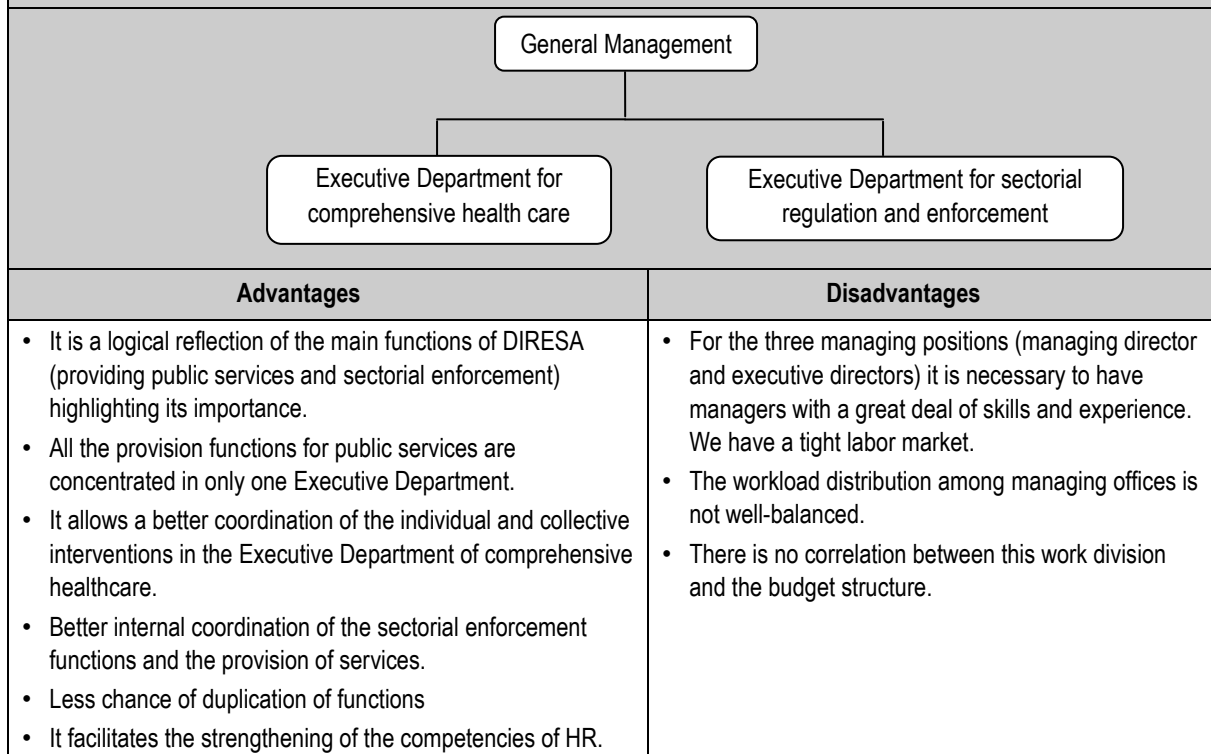 General Management
Executive Department for
comprehensive health care
Executive Department for sectorial
regulation and enforcement
Advantages
• It is a logical reflection of the main functions of DIRESA
(providing public services and sectorial enforcement)
highlighting its importance.
• All the provision functions for public services are
concentrated in only one Executive Department.
• It allows a better coordination of the individual and collective
interventions in the Executive Department of comprehensive
healthcare.
• Better internal coordination of the sectorial enforcement
functions and the provision of services.
• Less chance of duplication of functions
• It facilitates the strengthening of the competencies of HR.
Disadvantages
• For the three managing positions (managing director
and executive directors) it is necessary to have
managers with a great deal of skills and experience.
We have a tight labor market.
• The workload distribution among managing offices is
not well-balanced.
• There is no correlation between this work division
and the budget structure.